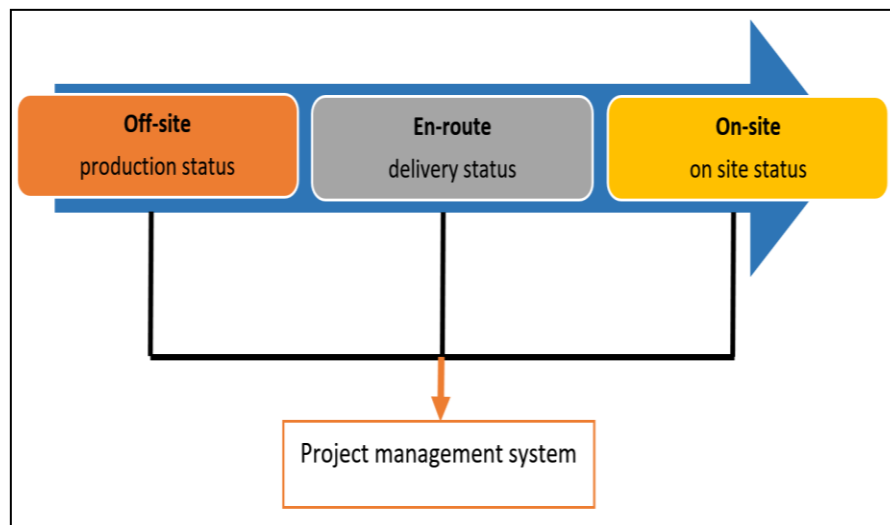 Off-site
production status
En-route
delivery status
On-site
on site status
Project management system